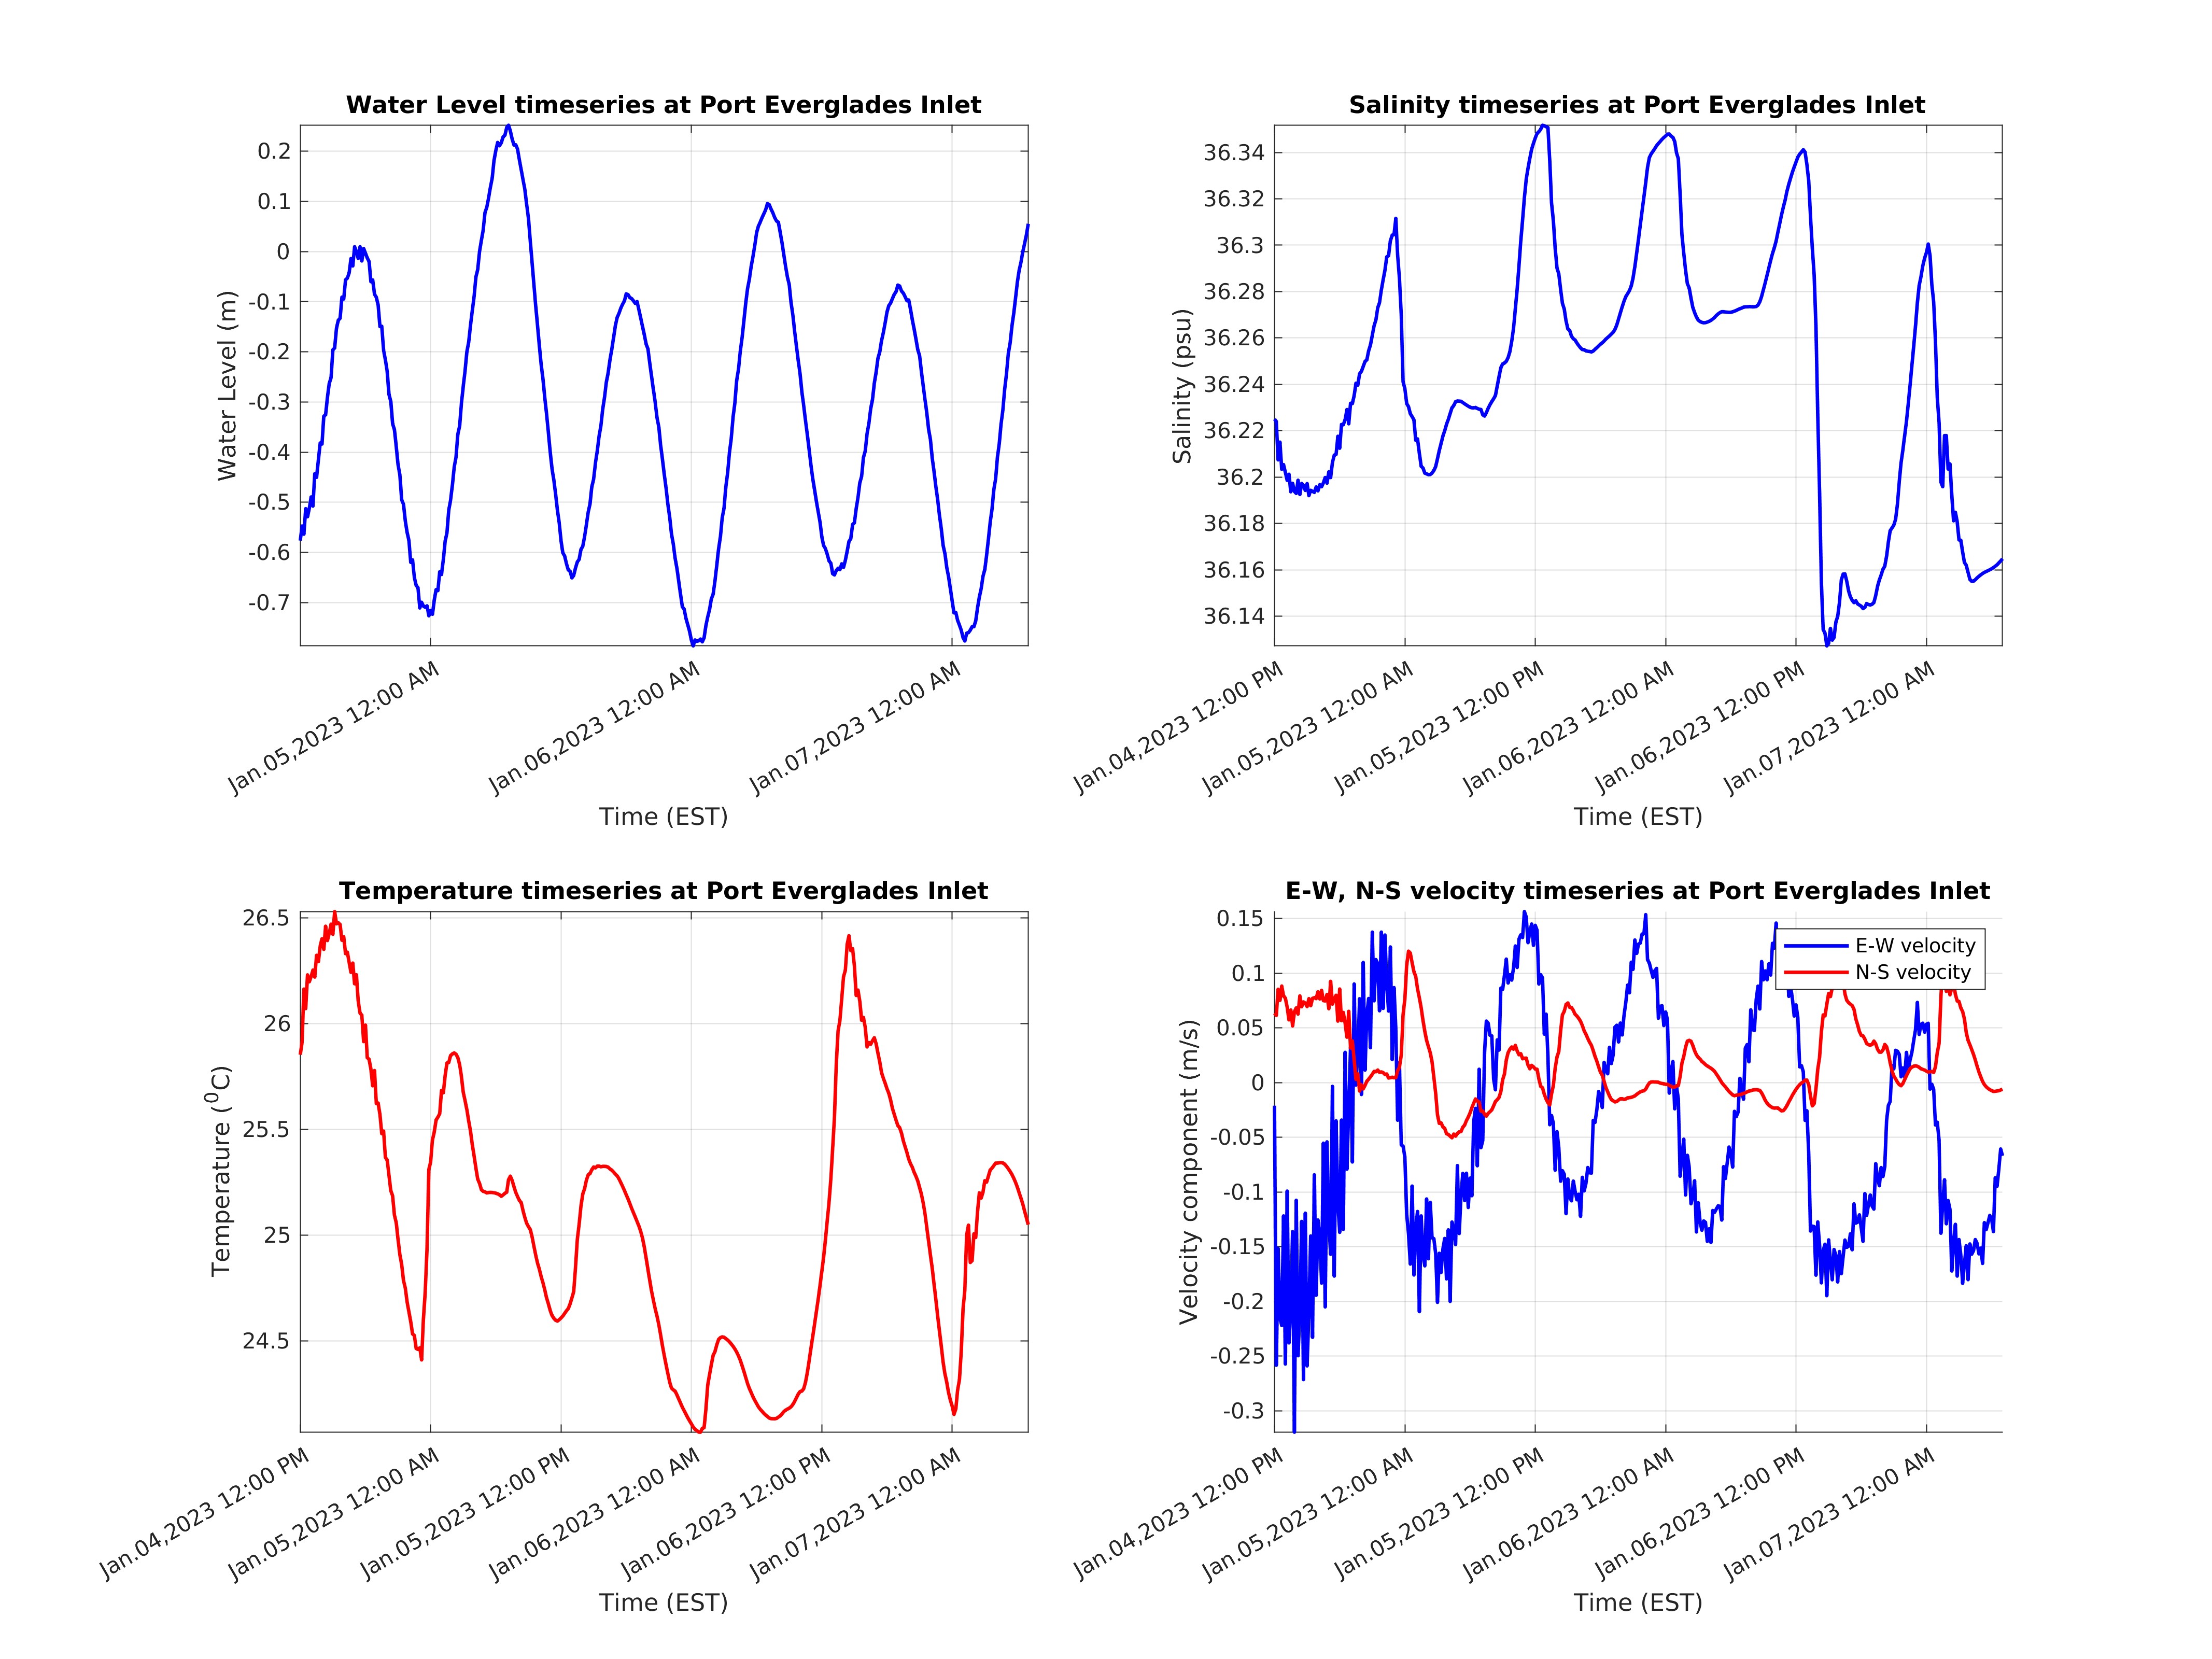 Water Level timeseries at Port Everglades Inlet
0.2
0.1
0
-0.1
-0.2
-0.3
-0.4
-0.5
-0.6
-0.7
Water Level (m)
Jan.05,2023 12:00 AM
Jan.06,2023 12:00 AM
Jan.07,2023 12:00 AM
Time (EST)
Salinity timeseries at Port Everglades Inlet
36.34
36.32
36.3
36.28
36.26
36.24
36.22
36.2
36.18
36.16
36.14
Salinity (psu)
Jan.04,2023 12:00 PM
Jan.05,2023 12:00 AM
Jan.05,2023 12:00 PM
Jan.06,2023 12:00 AM
Jan.06,2023 12:00 PM
Jan.07,2023 12:00 AM
Time (EST)
Temperature timeseries at Port Everglades Inlet
26.5
26
25.5
25
24.5
Temperature (⁰C)
Jan.04,2023 12:00 PM
Jan.05,2023 12:00 AM
Jan.05,2023 12:00 PM
Jan.06,2023 12:00 AM
Jan.06,2023 12:00 PM
Jan.07,2023 12:00 AM
Time (EST)
E-W, N-S velocity timeseries at Port Everglades Inlet
0.15
0.1
0.05
0
-0.05
-0.1
-0.15
-0.2
-0.25
-0.3
Velocity component (m/s)
E-W velocity
N-S velocity
Jan.04,2023 12:00 PM
Jan.05,2023 12:00 AM
Jan.05,2023 12:00 PM
Jan.06,2023 12:00 AM
Jan.06,2023 12:00 PM
Jan.07,2023 12:00 AM
Time (EST)